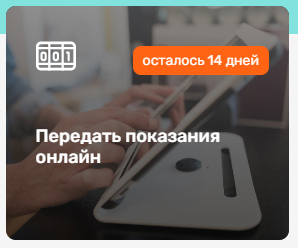 001
осталось 14 дней
Передать показания
онлайн